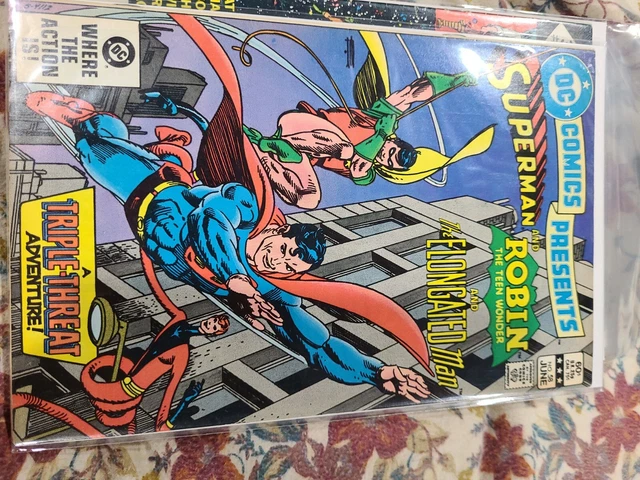 DC COMICS PRESENTS
SUPERMAN
AND
ROBIN
THE TEEN WONDER
AND
The ELONGATED Man
60¢
JUNE
DC
WHERE
THE
ACTION
IS!
A
TRIPLE-THREAT
ADVENTURE!